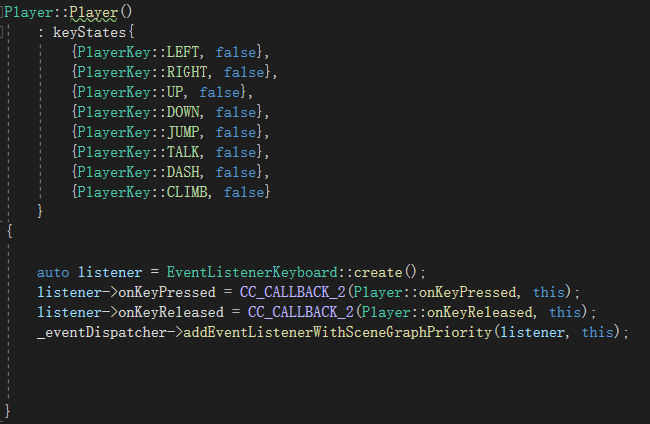 Player::Player()
: keyStates{
{PlayerKey::LEFT, false},
{PlayerKey::RIGHT, false},
{PlayerKey::UP, false},
{PlayerKey::DOWN, false},
{PlayerKey::JUMP, false},
{PlayerKey::TALK, false},
{PlayerKey::DASH, false},
{PlayerKey::CLIMB, false}
}
{
auto listener = EventListenerKeyboard::create();
listener->onKeyPressed = CC_CALLBACK_2(Player::onKeyPressed, this);
listener->onKeyReleased = CC_CALLBACK_2(Player::onKeyReleased, this);
_eventDispatcher->addEventListenerWithSceneGraphPriority(listener, this);
}